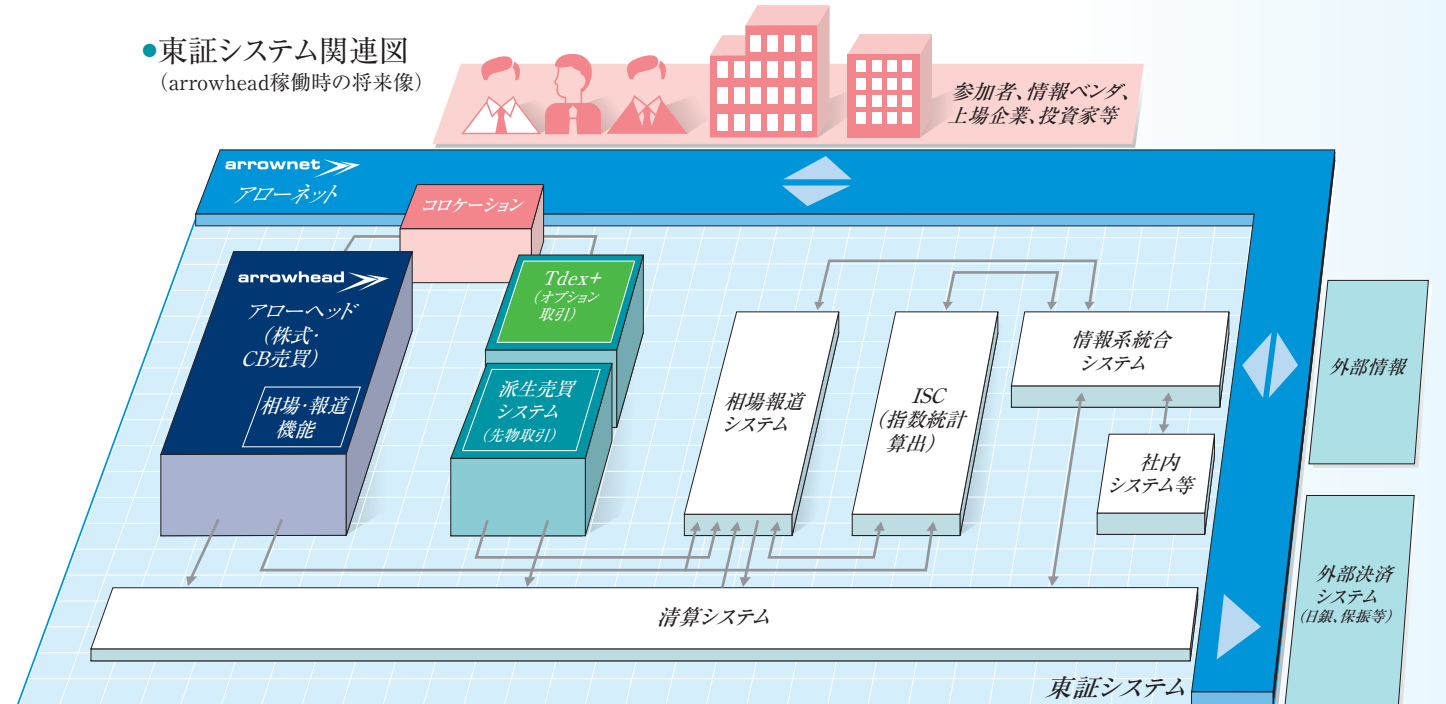 ●東証システム関連図
(arrowhead稼働時の将来像)
参加者、情報ベンダ、
上場企業、投資家等
arrownet
アローネット
コロケーション
arrowhead
アローヘッド
(株式・
CB売買)
相場・報道
機能
Tdex+
(オプション
取引)
派生売買
システム
(先物取引)
相場報道
システム
ISC
(指数統計
算出)
情報系統合
システム
社内
システム等
外部情報
外部決済
システム
(日銀、保振等)
清算システム
東証システム